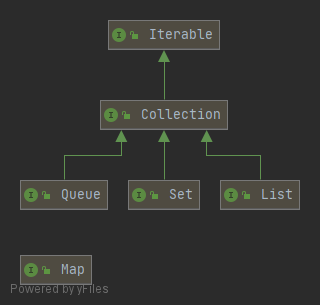 Iterable
Collection
Queue Set List
Map
Powered by yFiles